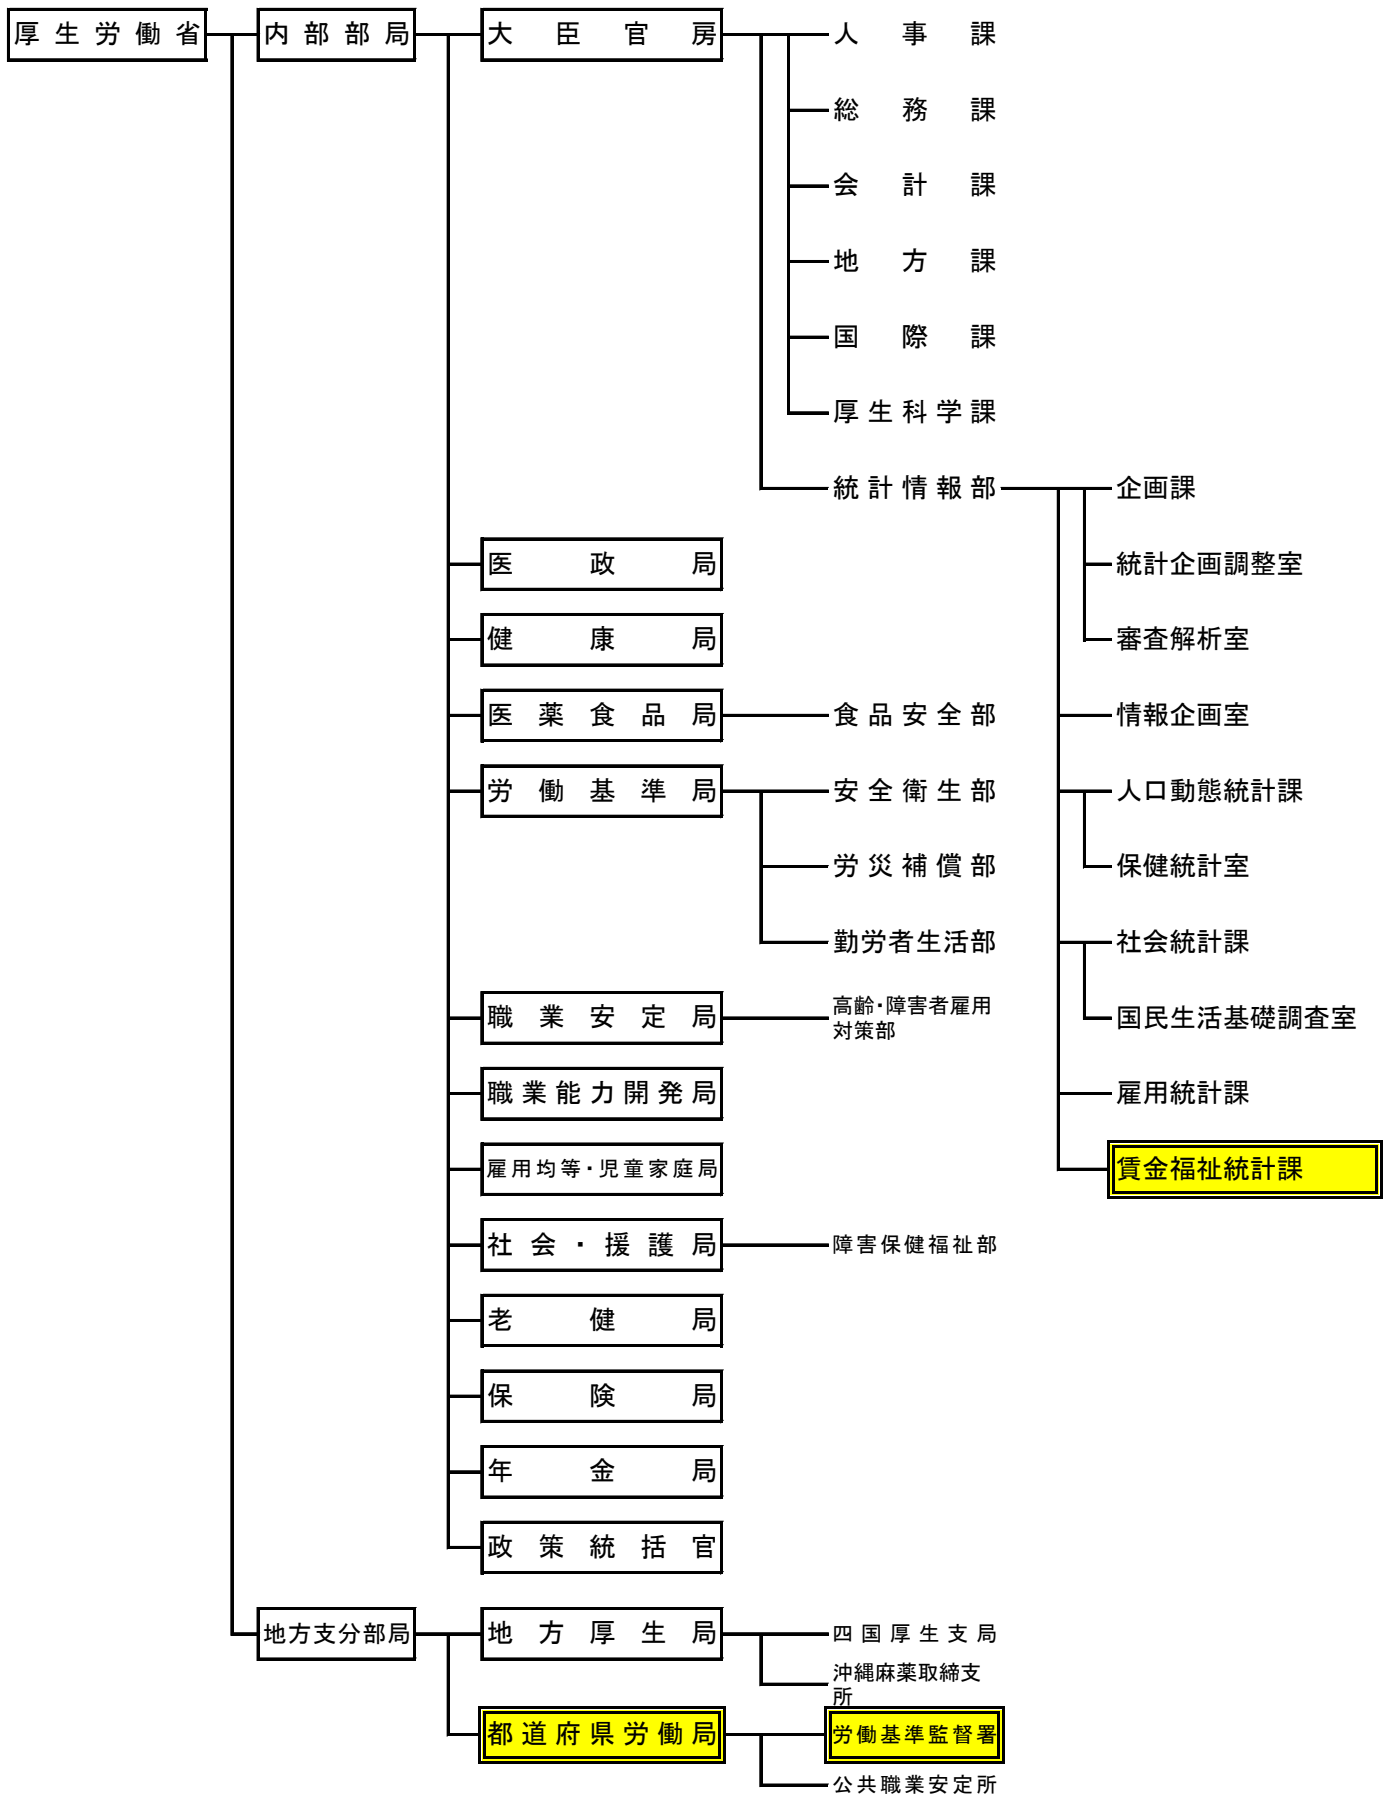 厚生労働省
内部部局
大臣官房
人事課
総務課
会計課
地方課
国際課
厚生科学課
統計情報部
企画課
統計企画調整室
審査解析室
情報企画室
人口動態統計課
保健統計室
社会統計課
国民生活基礎調査室
雇用統計課
賃金福祉統計課
医政局
健康局
医薬食品局
食品安全部
労働基準局
安全衛生部
労災補償部
勤労者生活部
職業安定局
高齢・障害者雇用
対策部
職業能力開発局
雇用均等・児童家庭局
社会・援護局
障害保健福祉部
老健局
保険局
年金局
政策統括官
地方支分部局
地方厚生局
四国厚生支局
沖縄麻薬取締支
所
都道府県労働局
労働基準監督署
公共職業安定所